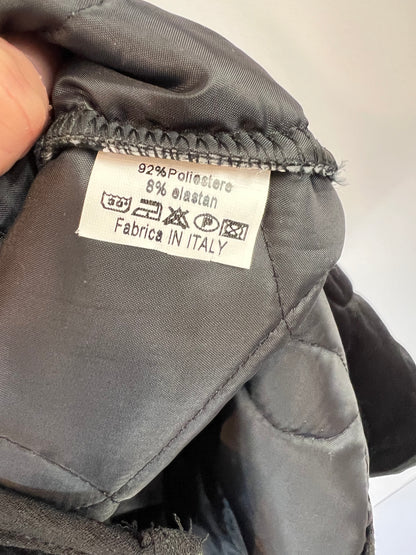 92%Poliestere
8% elastan
P
Fabrica IN ITALY